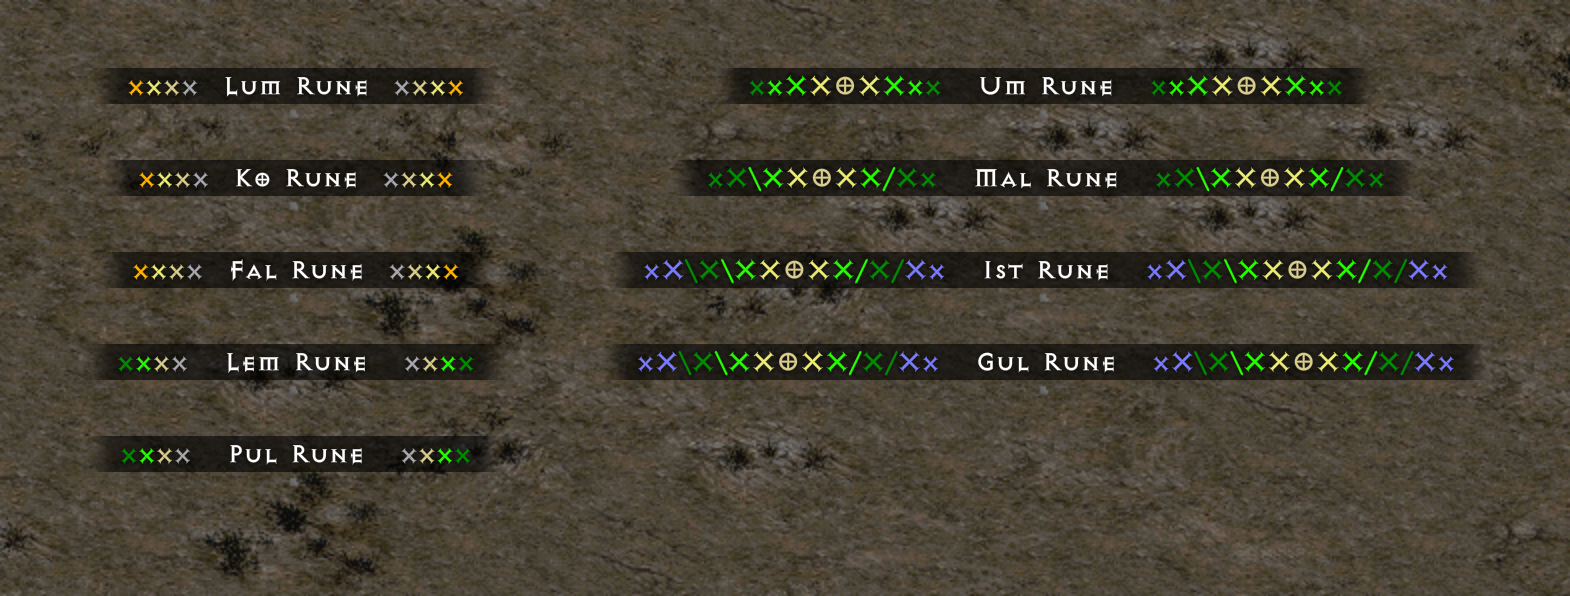 ×××× Lum Rune ××××
×××× Ko Rune ××××
×××× Fal Rune ××××
×××× Lem Rune ××××
×××× Pul Rune ××××
××××⊕×××× Um Rune ××××⊕××××
××\××⊕××/×× Mal Rune ××\××⊕××/××
××\×\××⊕××/×/×× Ist Rune ××\×\××⊕××/×/××
××\×\××⊕××/×/×× Gul Rune ××\×\××⊕××/×/××